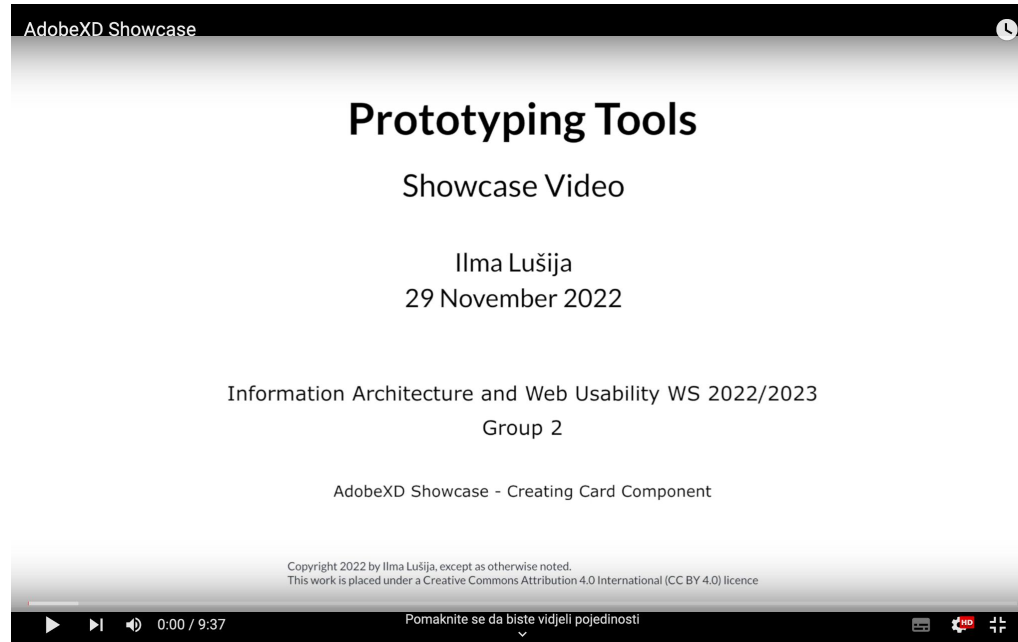 AdobeXD Showcase
Prototyping Tools
Showcase Video
Ilma Lušija
29 November 2022
Information Architecture and Web Usability WS 2022/2023
Group 2
AdobeXD Showcase - Creating Card Component
Copyright 2022 by Ilma Lušija, except as otherwise noted.
This work is placed under a Creative Commons Attribution 4.0 International (CC BY 4.0) licence
0:00 / 9:37
Pomaknite se da biste vidjeli pojedinosti
HD